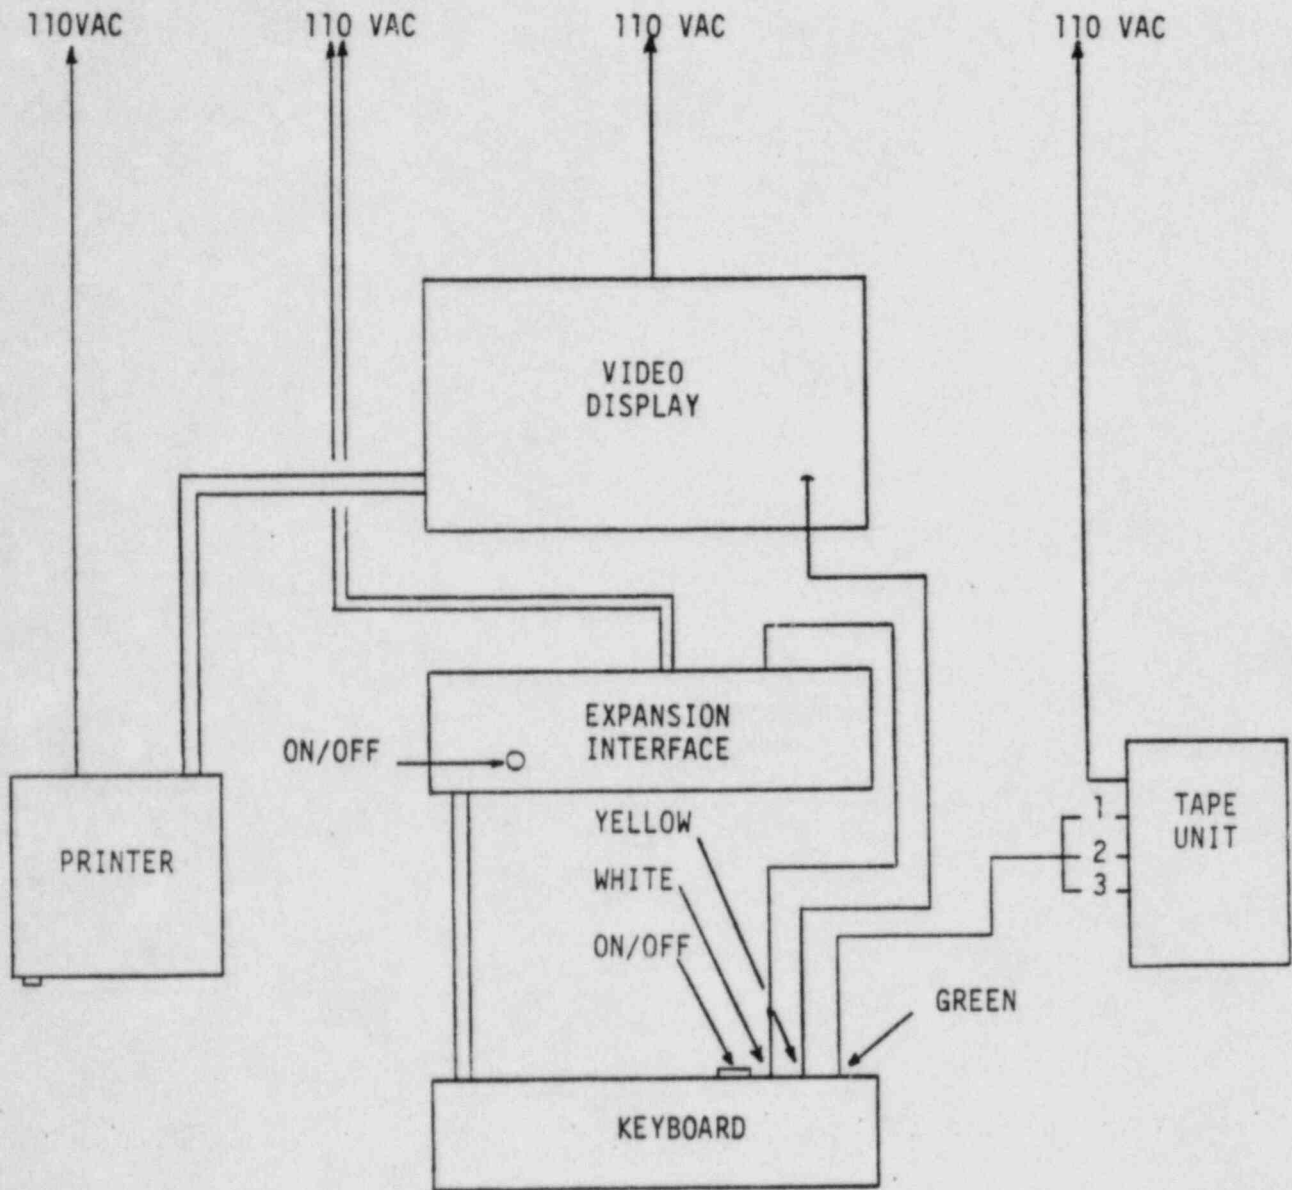 110VAC
110 VAC
110 VAC
110 VAC
VIDEO
DISPLAY
EXPANSION
INTERFACE
ON/OFF
TAPE
UNIT
1
2
3
PRINTER
YELLOW
WHITE
ON/OFF
GREEN
KEYBOARD